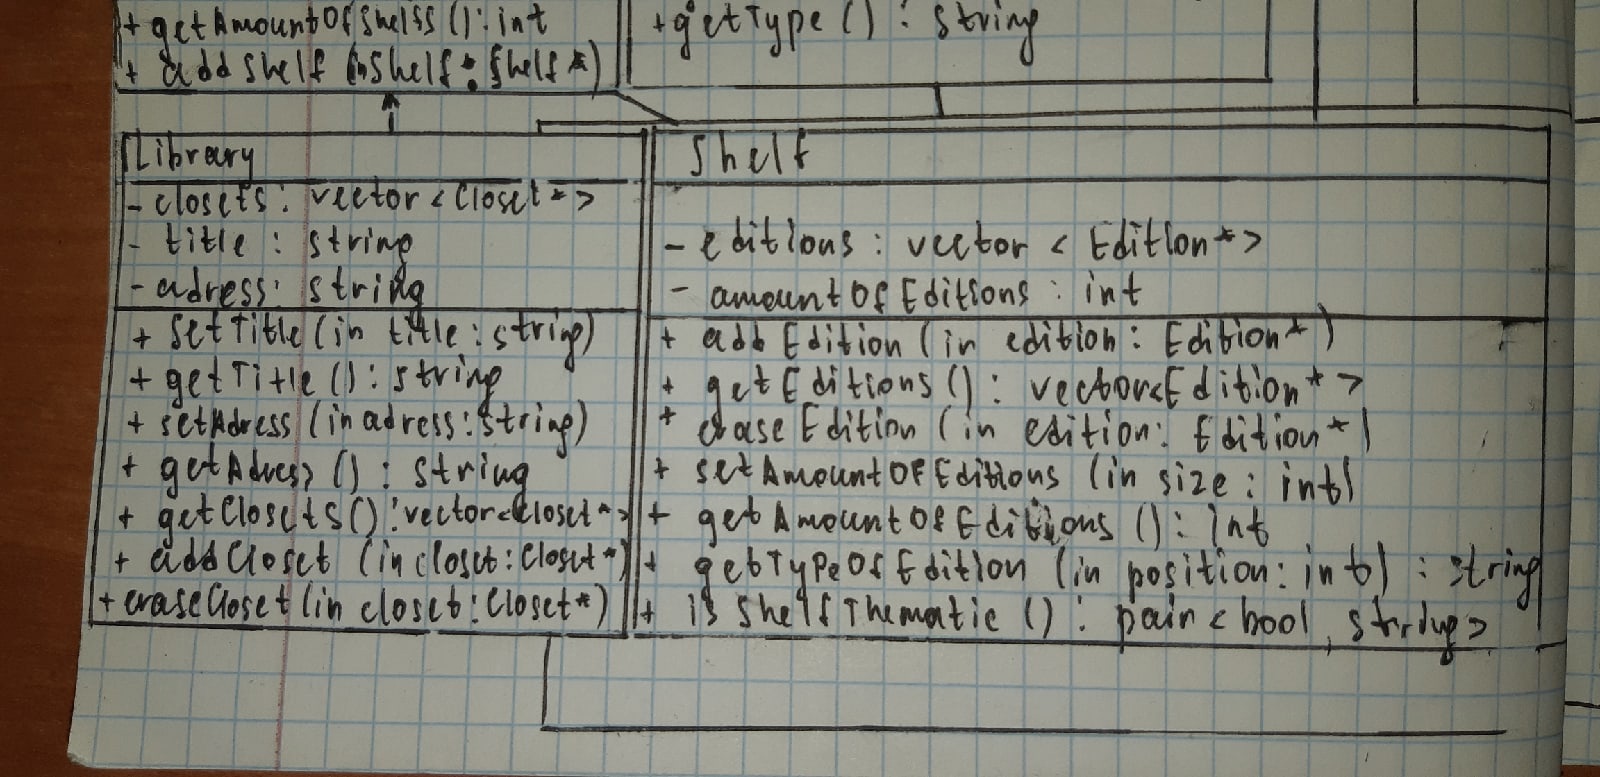 + getAmountOfShelfs (): int
+ addShelf (in Shelf: Shelf*)
+ getType () : string
Library
- closets: vector < Closet*>
- title : string
- adress: string
+ setTitle (in title : string)
+ getTitle () : string
+ setAdress (in adress: string)
+ getAdress () : string
+ getClosets() : vector<Closet*>
+ addCloset (in closet: Closet*)
+ eraseCloset (in closet: Closet*)
Shelf
- editions : vector < Edition*>
- amountOfEditions : int
+ addEdition (in edition: Edition*)
+ getEditions () : vector<Edition*>
+ eraseEdition (in edition: Edition*)
+ setAmountOfEditions (in size: int)
+ getAmountOfEditions (): int
+ getTypeOfEdition (in position: int) : string
+ isShelfThematic () : pair < bool, string>